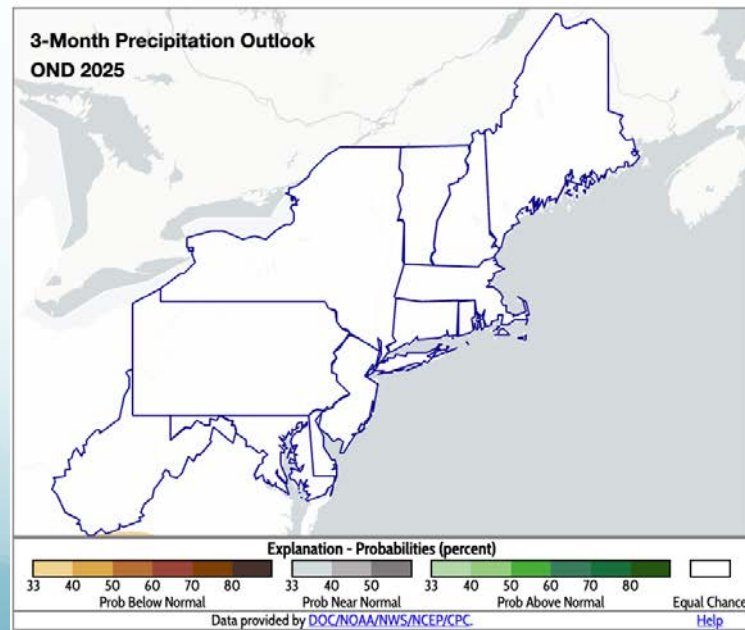 3-Month Precipitation Outlook
OND 2025
Explanation - Probabilities (percent)
33 40 50 60 70 80 33 40 50 33 40 50 60 70 80
Prob Below Normal Prob Near Normal Prob Above Normal Equal Chance
Data provided by DOC/NOAA/NWS/NCEP/CPC. Help